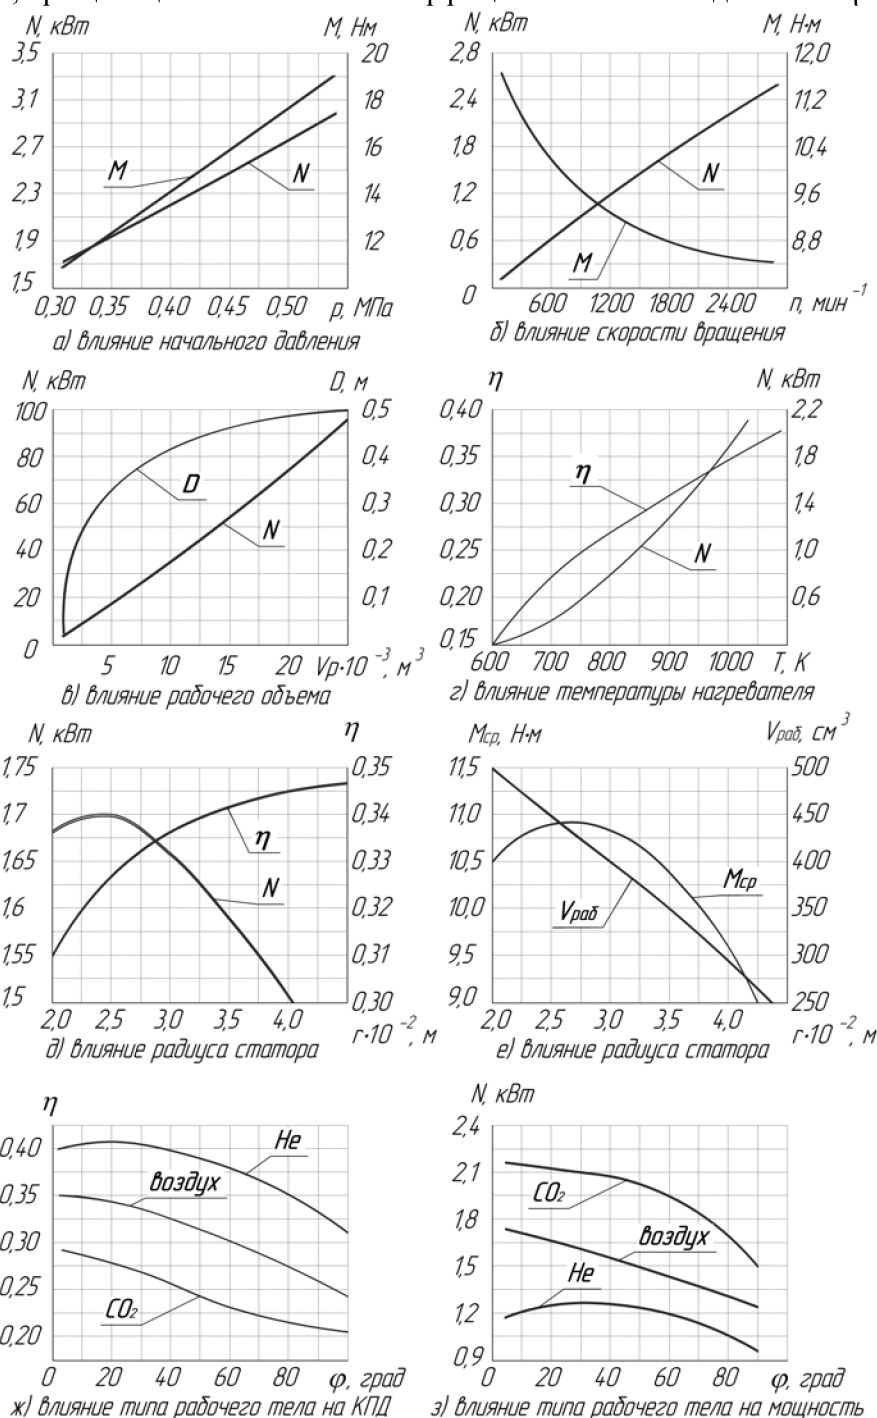 N, кВт M, Нм
3,5 20
3,1 18
2,7 16
2,3 14
1,9 12
1,5
M N
0,30 0,35 0,40 0,45 0,50 p, МПа
а) влияние начального давления
N, кВт M, Н·м
2,8 12,0
2,4 11,2
1,8 10,4
1,2 9,6
0,6 8,8
0
N
M
600 1200 1800 2400 n, мин⁻¹
б) влияние скорости вращения
N, кВт D, м
100 0,5
80 0,4
60 0,3
40 0,2
20 0,1
0
D
N
5 10 15 20 Vр·10⁻³, м³
в) влияние рабочего объема
η N, кВт
0,40 2,2
0,35 1,8
0,30 1,4
0,25 1,0
0,20 0,6
0,15
η
N
600 700 800 900 1000 T, К
г) влияние температуры нагревателя
N, кВт η
1,75 0,35
1,7 0,34
1,65 0,33
1,6 0,32
1,55 0,31
1,5 0,30
η
N
2,0 2,5 3,0 3,5 4,0 r·10⁻², м
д) влияние радиуса статора
Mср, Н·м Vраб, см³
11,5 500
11,0 450
10,5 400
10,0 350
9,5 300
9,0 250
Mср
Vраб
2,0 2,5 3,0 3,5 4,0 r·10⁻², м
е) влияние радиуса статора
η
0,40
0,35
0,30
0,25
0,20
He
воздух
CO₂
0 20 40 60 80 φ, град
ж) влияние типа рабочего тела на КПД
N, кВт
2,4
2,1
1,8
1,5
1,2
0,9
CO₂
воздух
He
0 20 40 60 80 φ, град
з) влияние типа рабочего тела на мощность